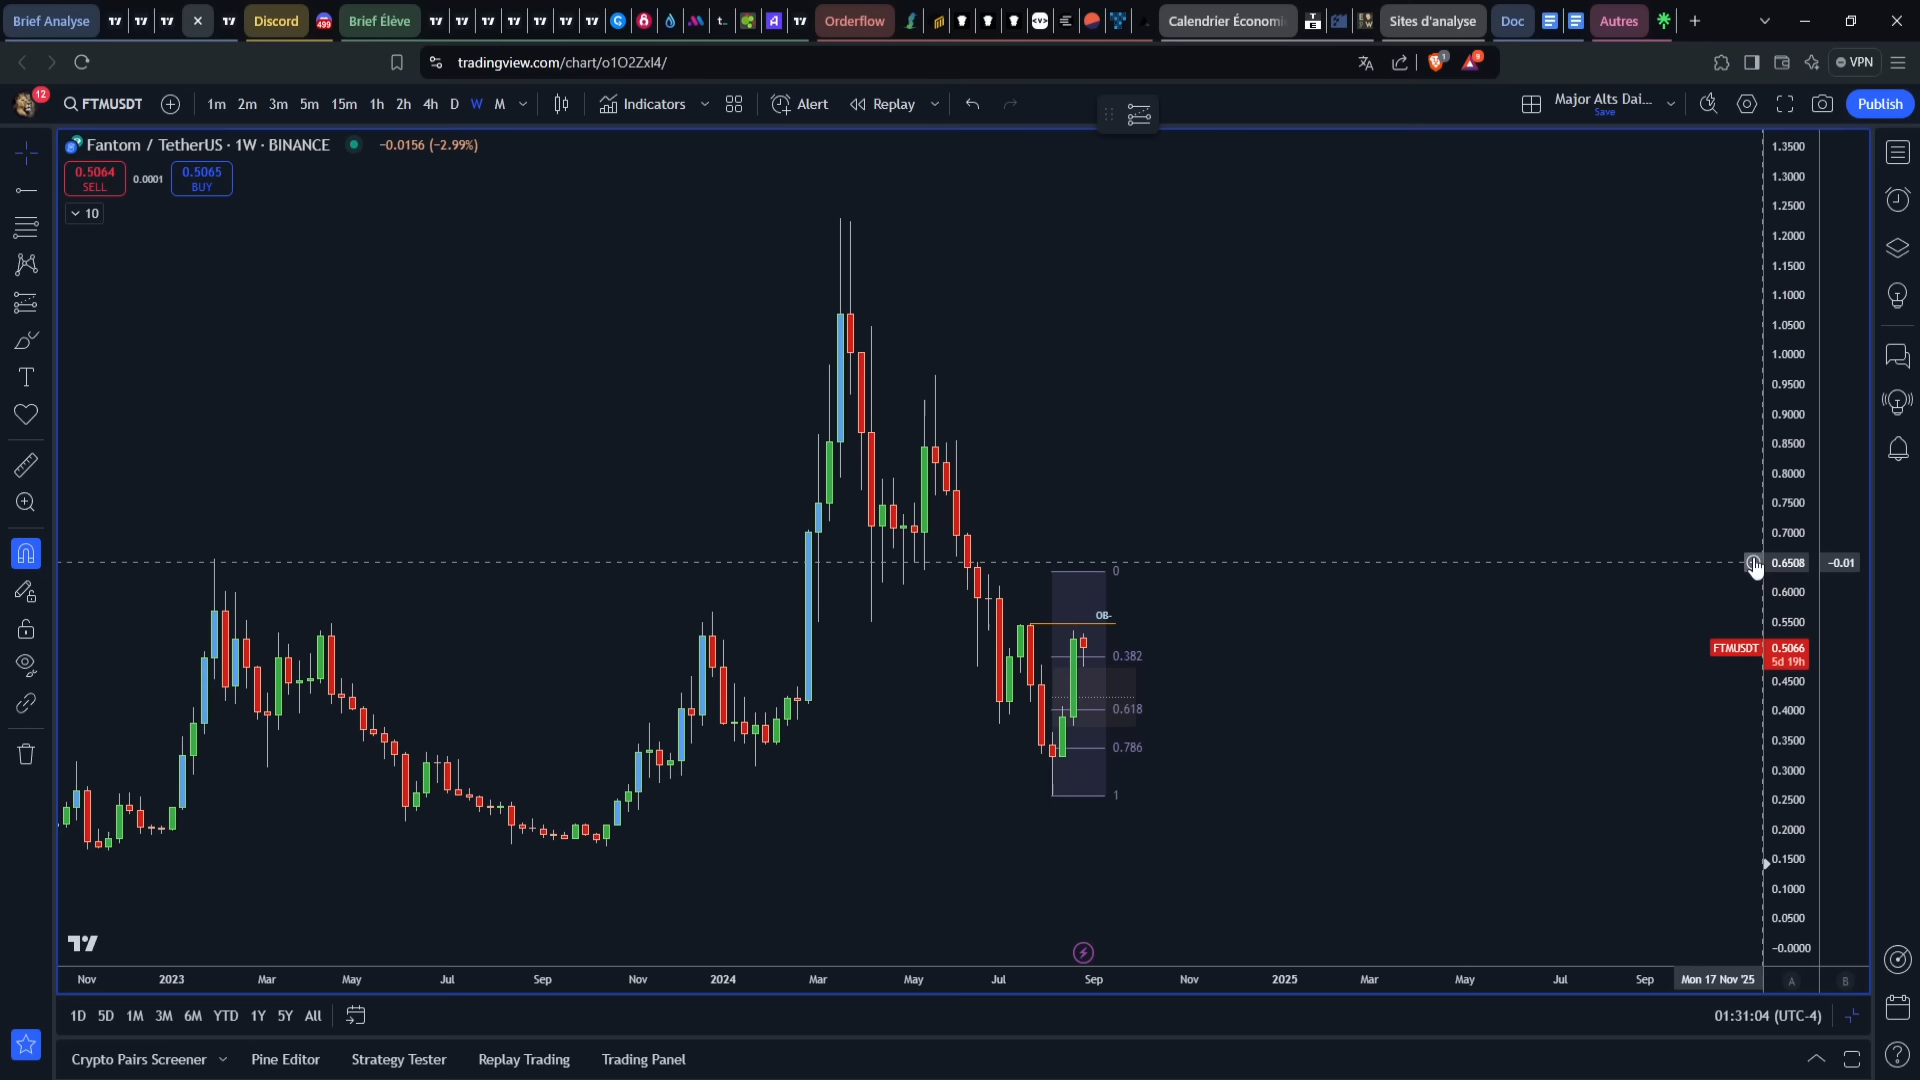 Brief Analyse
Discord
499
Brief Élève
t..
Orderflow
Calendrier Économi
Sites d'analyse
Doc
Autres
tradingview.com/chart/o1O2Zxl4/
1
9
VPN
12
FTMUSDT
1m 2m 3m 5m 15m 1h 2h 4h D W M
Indicators
Alert
Replay
Major Alts Dai...
Save
Publish
Fantom / TetherUS · 1W · BINANCE
−0.0156 (−2.99%)
0.5064
SELL
0.0001
0.5065
BUY
10
1.3500
1.3000
1.2500
1.2000
1.1500
1.1000
1.0500
1.0000
0.9500
0.9000
0.8500
0.8000
0.7500
0.7000
0.6508
−0.01
0.6000
0.5500
FTMUSDT
0.5066
5d 19h
0.4500
0.4000
0.3500
0.3000
0.2500
0.2000
0.1500
0.1000
0.0500
−0.0000
0
OB-
0.382
0.618
0.786
1
Nov 2023 Mar May Jul Sep Nov 2024 Mar May Jul Sep Nov 2025 Mar May Jul Sep Mon 17 Nov '25
A
B
1D 5D 1M 3M 6M YTD 1Y 5Y All
01:31:04 (UTC-4)
Crypto Pairs Screener
Pine Editor
Strategy Tester
Replay Trading
Trading Panel